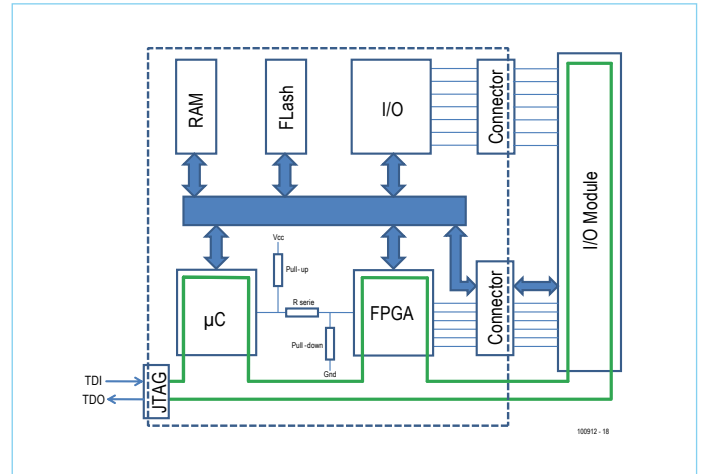 RAM
FLash
I/O
Connector
I/O Module
Vcc
Pull-up
µC
R serie
FPGA
Connector
Pull-down
Gnd
TDI
TDO
JTAG
100912 - 18